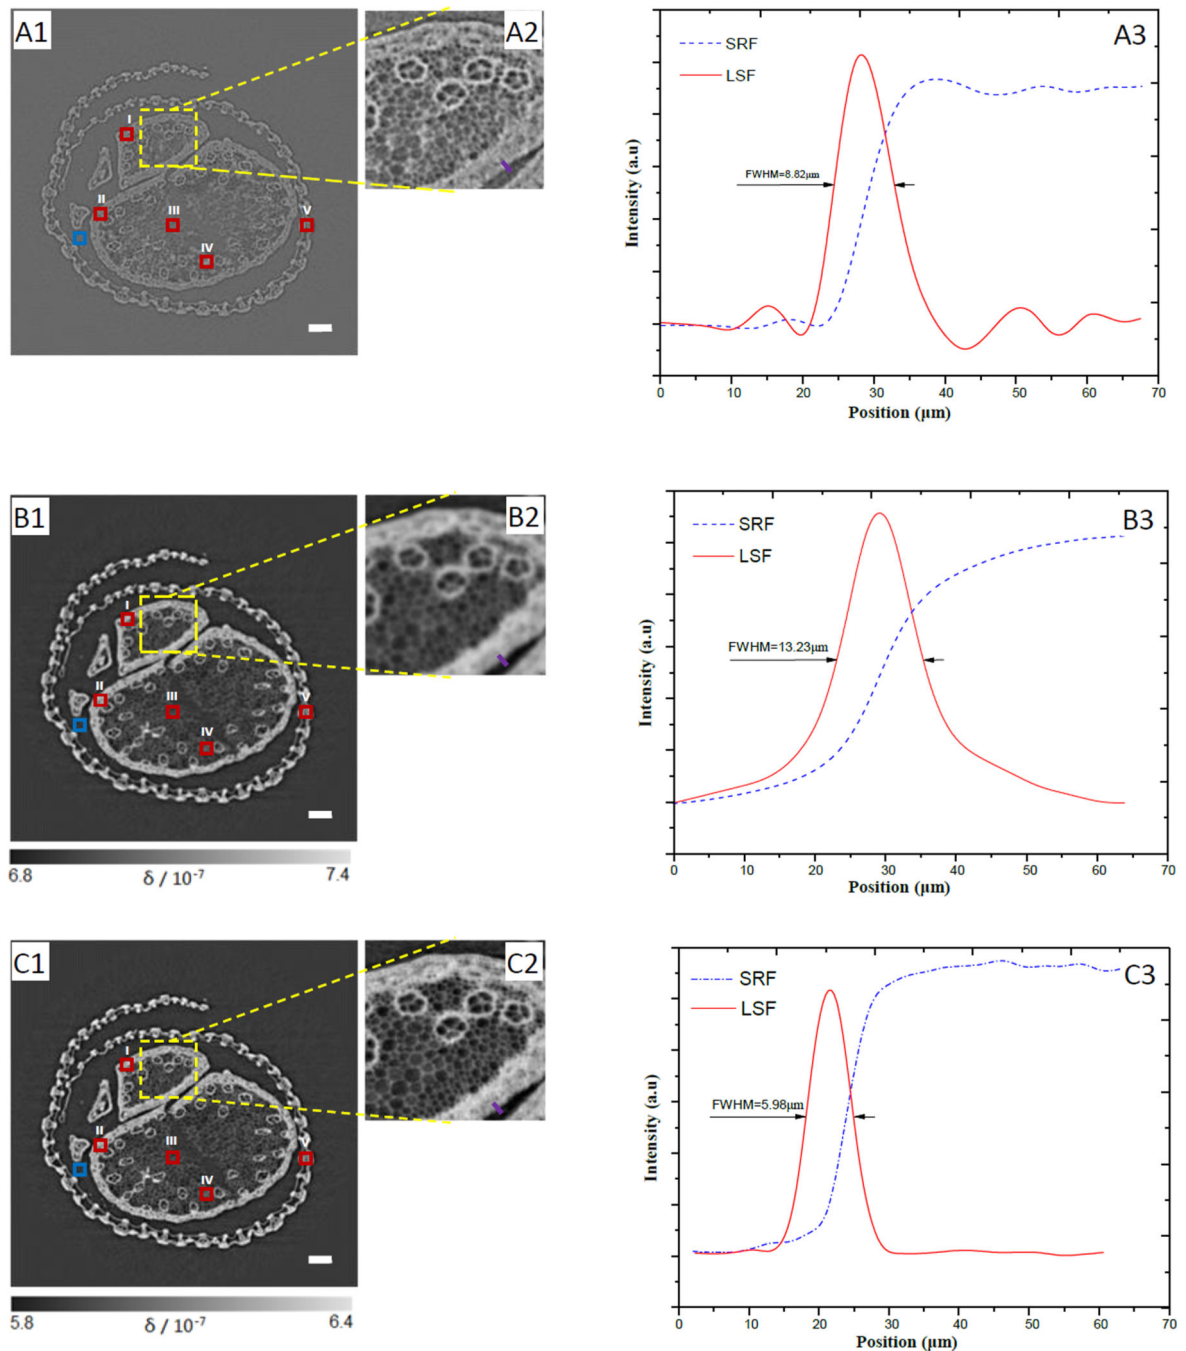 A1
I
II
III
IV
V
A2
A3
SRF
LSF
FWHM=8.82μm
Intensity (a.u)
0 10 20 30 40 50 60 70
Position (μm)
B1
I
II
III
IV
V
6.8 δ / 10⁻⁷ 7.4
B2
B3
SRF
LSF
FWHM=13.23μm
Intensity (a.u)
0 10 20 30 40 50 60 70
Position (μm)
C1
I
II
III
IV
V
5.8 δ / 10⁻⁷ 6.4
C2
C3
SRF
LSF
FWHM=5.98μm
Intensity (a.u)
0 10 20 30 40 50 60 70
Position (μm)